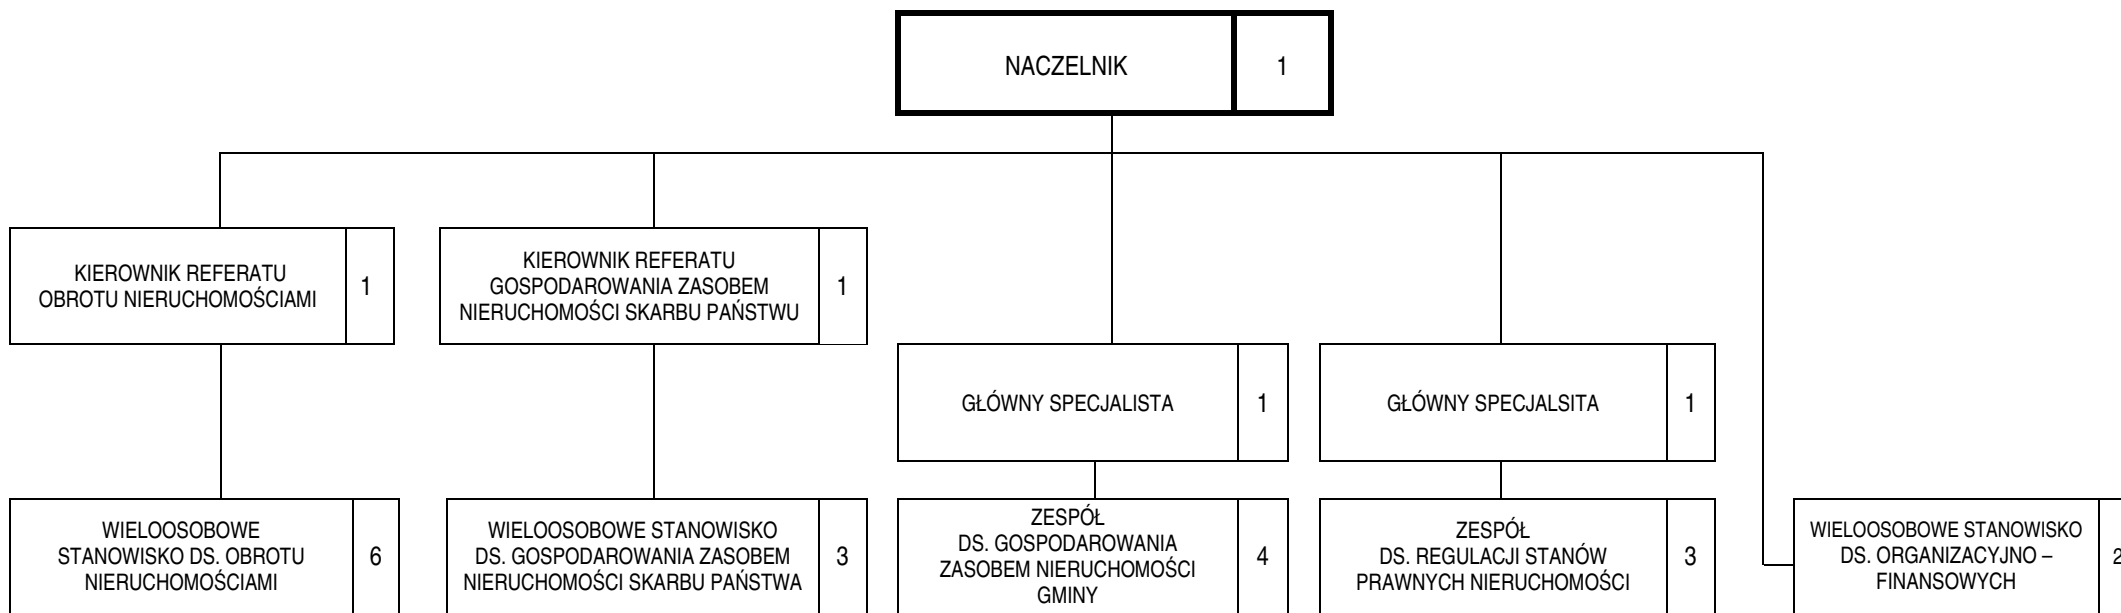 NACZELNIK
1
KIEROWNIK REFERATU
OBROTU NIERUCHOMOŚCIAMI
1
KIEROWNIK REFERATU
GOSPODAROWANIA ZASOBEM
NIERUCHOMOŚCI SKARBU PAŃSTWU
1
GŁÓWNY SPECJALISTA
1
GŁÓWNY SPECJALSITA
1
WIELOOSOBOWE
STANOWISKO DS. OBROTU
NIERUCHOMOŚCIAMI
6
WIELOOSOBOWE STANOWISKO
DS. GOSPODAROWANIA ZASOBEM
NIERUCHOMOŚCI SKARBU PAŃSTWA
3
ZESPÓŁ
DS. GOSPODAROWANIA
ZASOBEM NIERUCHOMOŚCI
GMINY
4
ZESPÓŁ
DS. REGULACJI STANÓW
PRAWNYCH NIERUCHOMOŚCI
3
WIELOOSOBOWE STANOWISKO
DS. ORGANIZACYJNO –
FINANSOWYCH
2